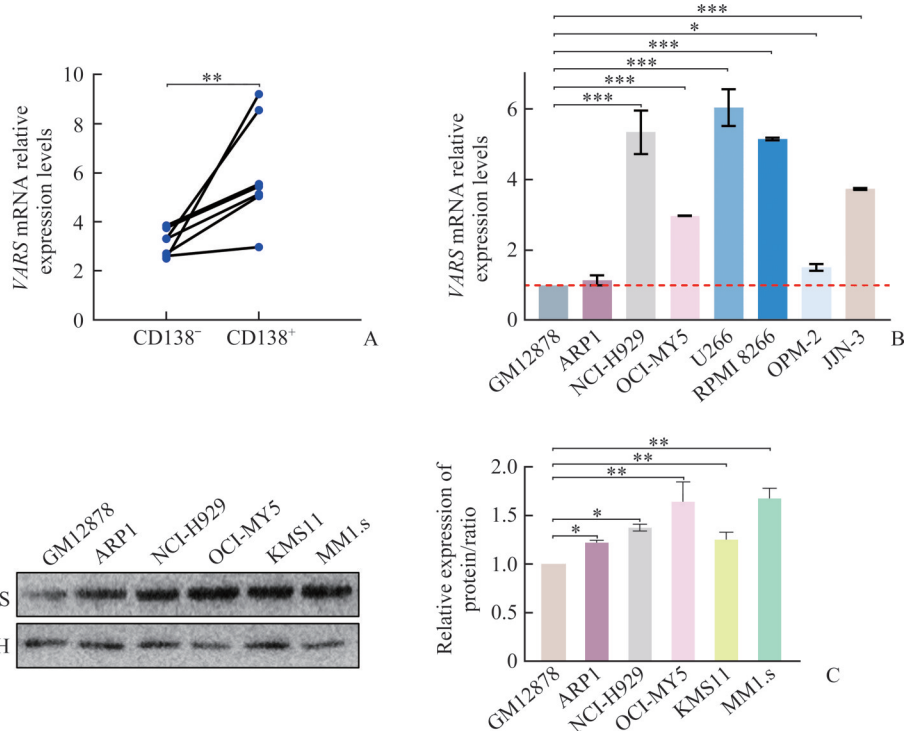 **
10
8
6
4
2
0
VARS mRNA relative
expression levels
CD138⁻
CD138⁺
A
***
*
***
***
***
***
6
4
2
0
VARS mRNA relative
expression levels
GM12878
ARP1
NCI-H929
OCI-MY5
U266
RPMI 8266
OPM-2
JJN-3
B
GM12878
ARP1
NCI-H929
OCI-MY5
KMS11
MM1.s
S
H
**
**
**
*
*
2.0
1.5
1.0
0.5
0
Relative expression of
protein/ratio
GM12878
ARP1
NCI-H929
OCI-MY5
KMS11
MM1.s
C